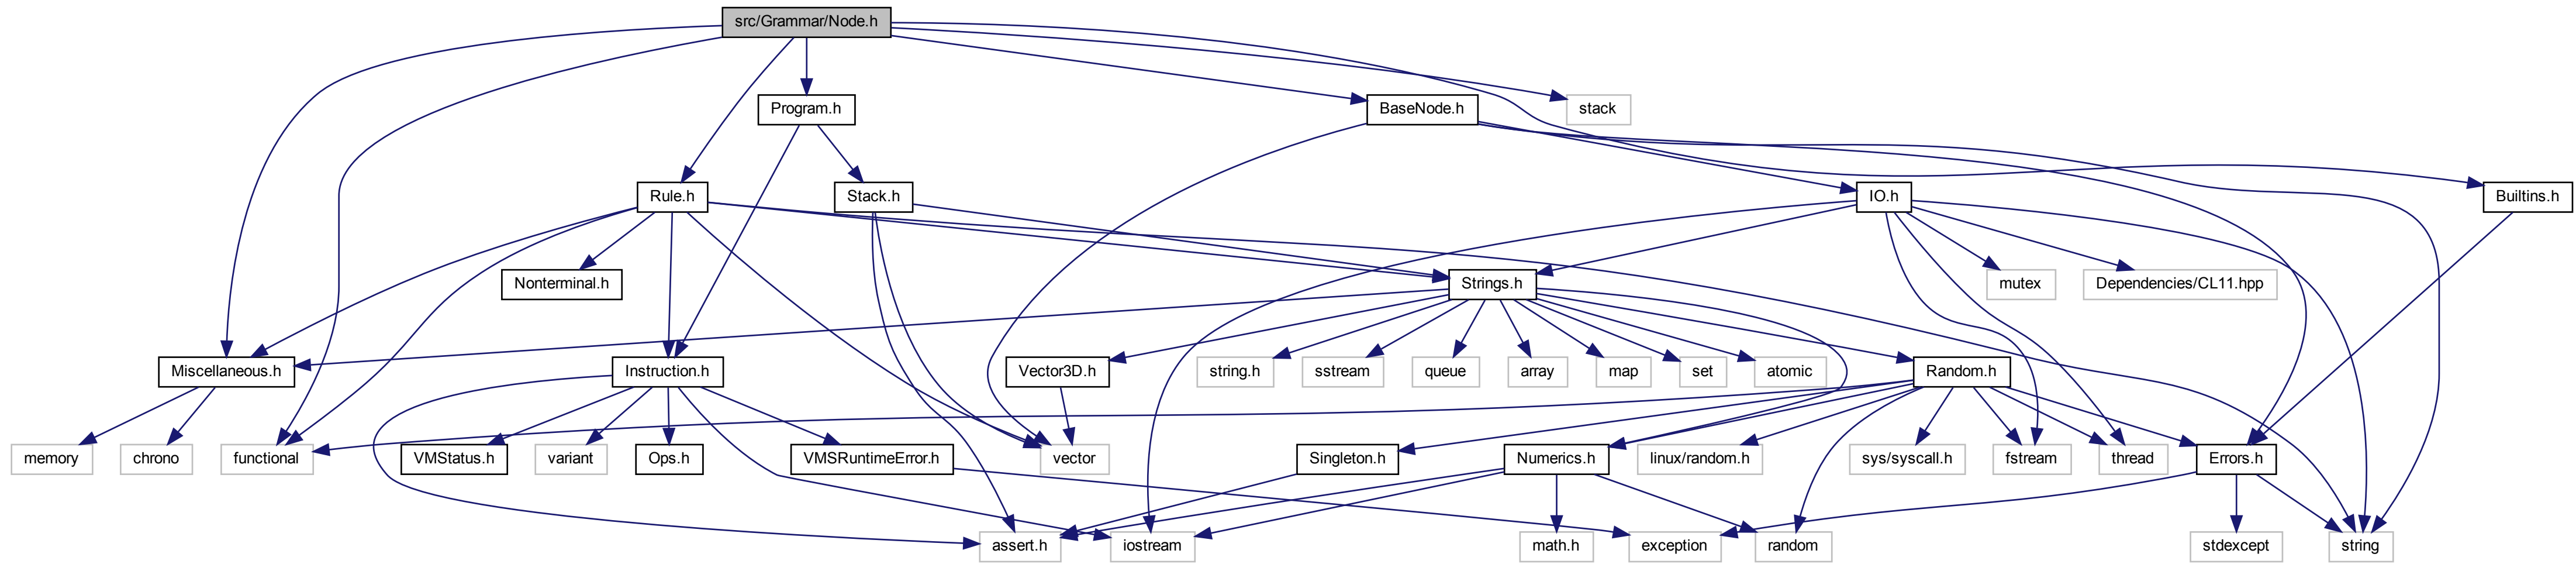 src/Grammar/Node.h
Program.h
BaseNode.h
stack
Rule.h
Stack.h
IO.h
Builtins.h
Nonterminal.h
Strings.h
mutex
Dependencies/CL11.hpp
Miscellaneous.h
Instruction.h
Vector3D.h
string.h
sstream
queue
array
map
set
atomic
Random.h
memory
chrono
functional
VMStatus.h
variant
Ops.h
VMSRuntimeError.h
vector
Singleton.h
Numerics.h
linux/random.h
sys/syscall.h
fstream
thread
Errors.h
assert.h
iostream
math.h
exception
random
stdexcept
string